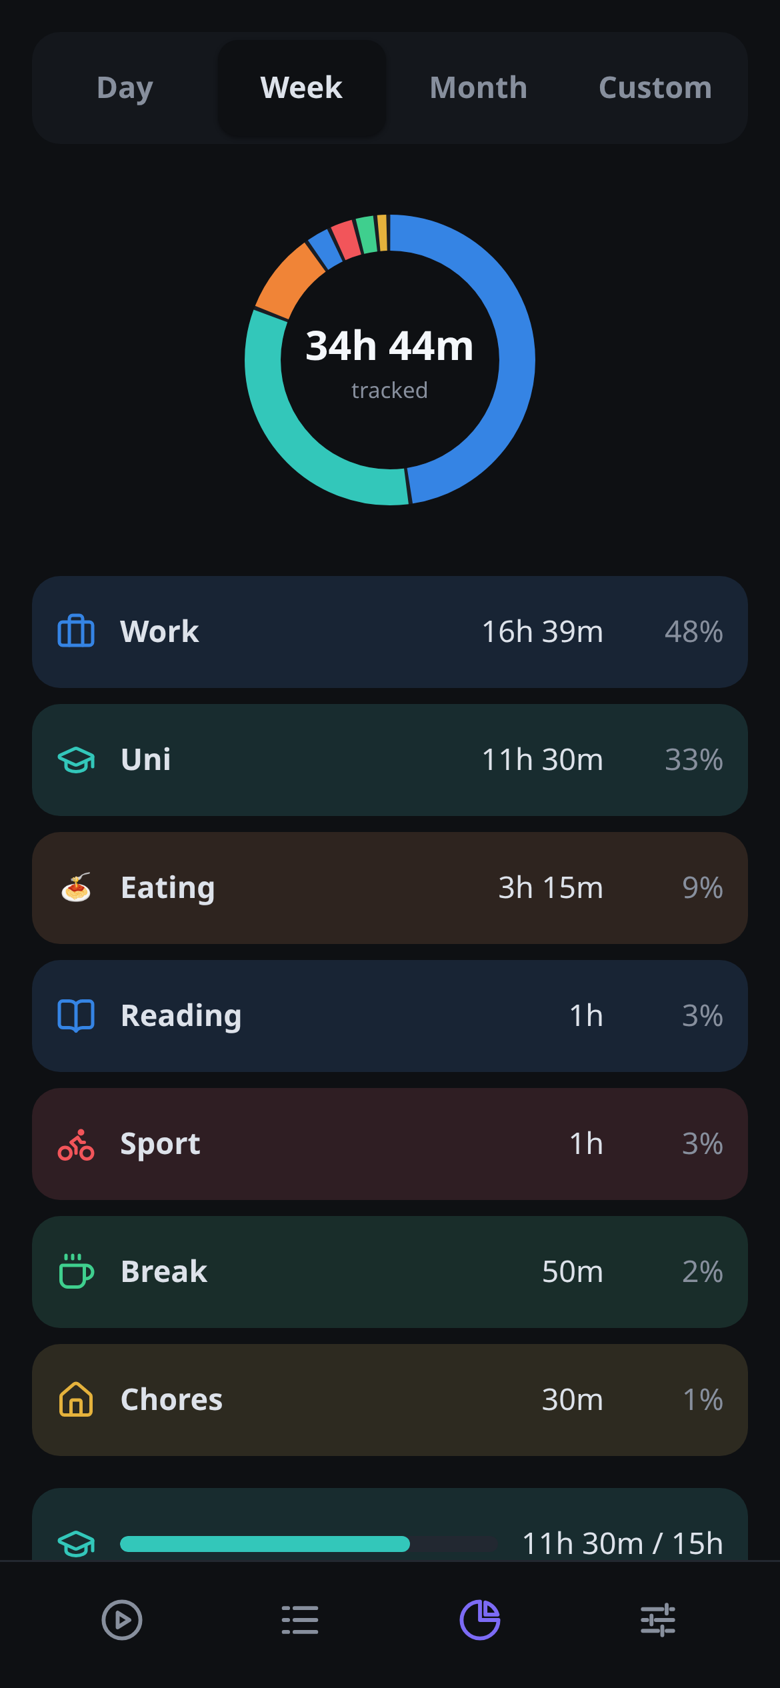 Day Week Month Custom
34h 44m
tracked
Work 16h 39m 48%
Uni 11h 30m 33%
Eating 3h 15m 9%
Reading 1h 3%
Sport 1h 3%
Break 50m 2%
Chores 30m 1%
11h 30m / 15h